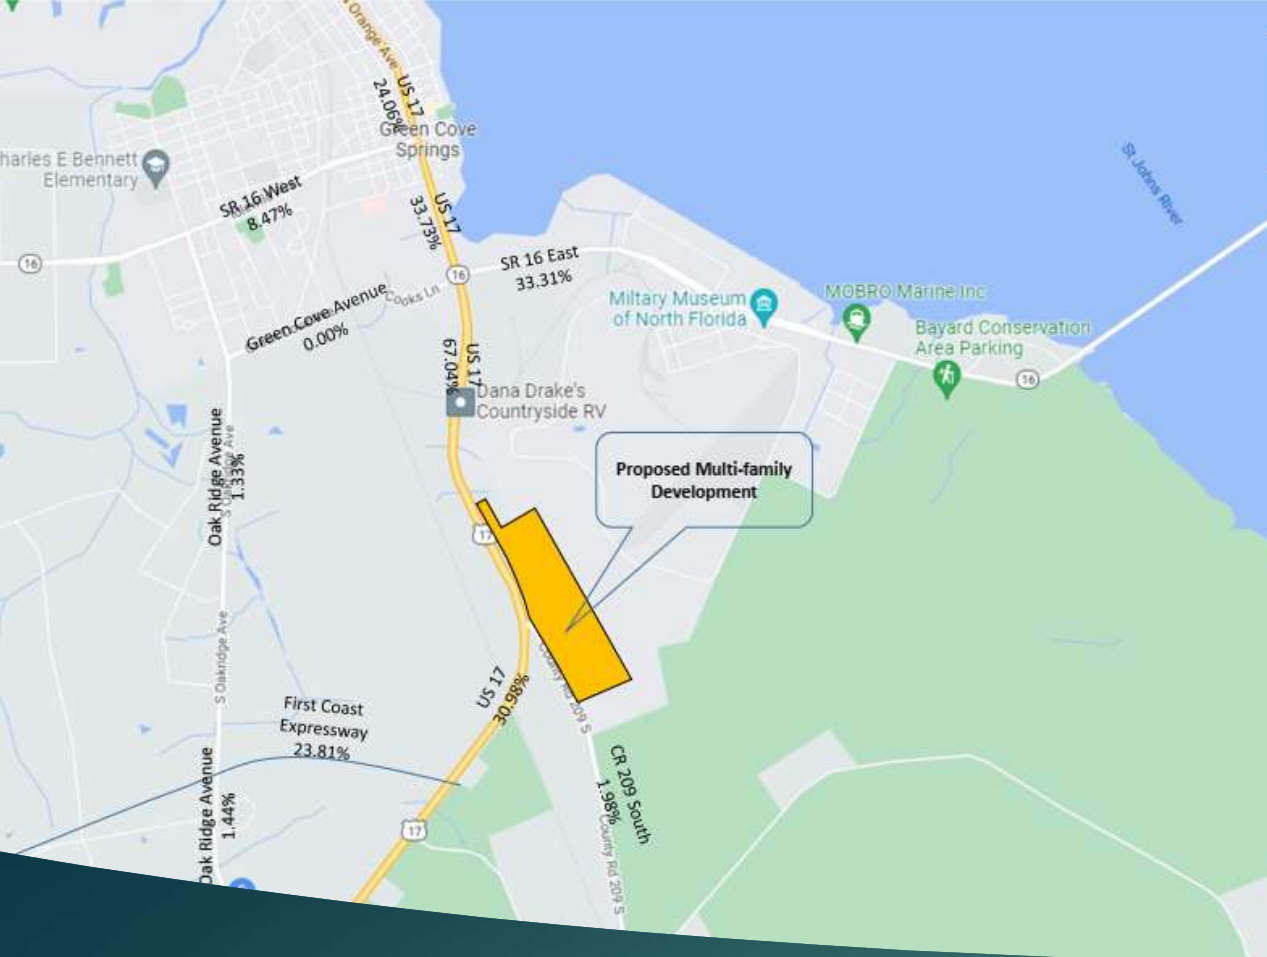 N Orange Ave
US 17
24.06%
Green Cove
Springs
harles E Bennett
Elementary
SR 16 West
8.47%
US 17
33.73%
St Johns River
16
16
SR 16 East
33.31%
Cooks Ln
Green Cove Avenue
0.00%
Miltary Museum
of North Florida
MOBRO Marine Inc
Bayard Conservation
Area Parking
16
US 17
67.04%
Dana Drake's
Countryside RV
Oak Ridge Avenue
1.33%
S Oakridge Ave
Proposed Multi-family
Development
17
S Oakridge Ave
County Rd 209 S
US 17
30.98%
First Coast
Expressway
23.81%
CR 209 South
1.98%
Oak Ridge Avenue
1.44%
17
County Rd 209 S